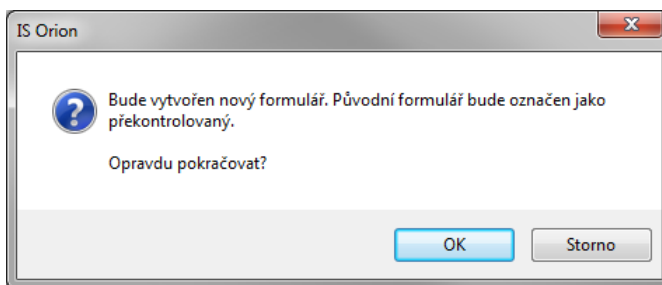 IS Orion
Bude vytvořen nový formulář. Původní formulář bude označen jako
překontrolovaný.
Opravdu pokračovat?
OK
Storno